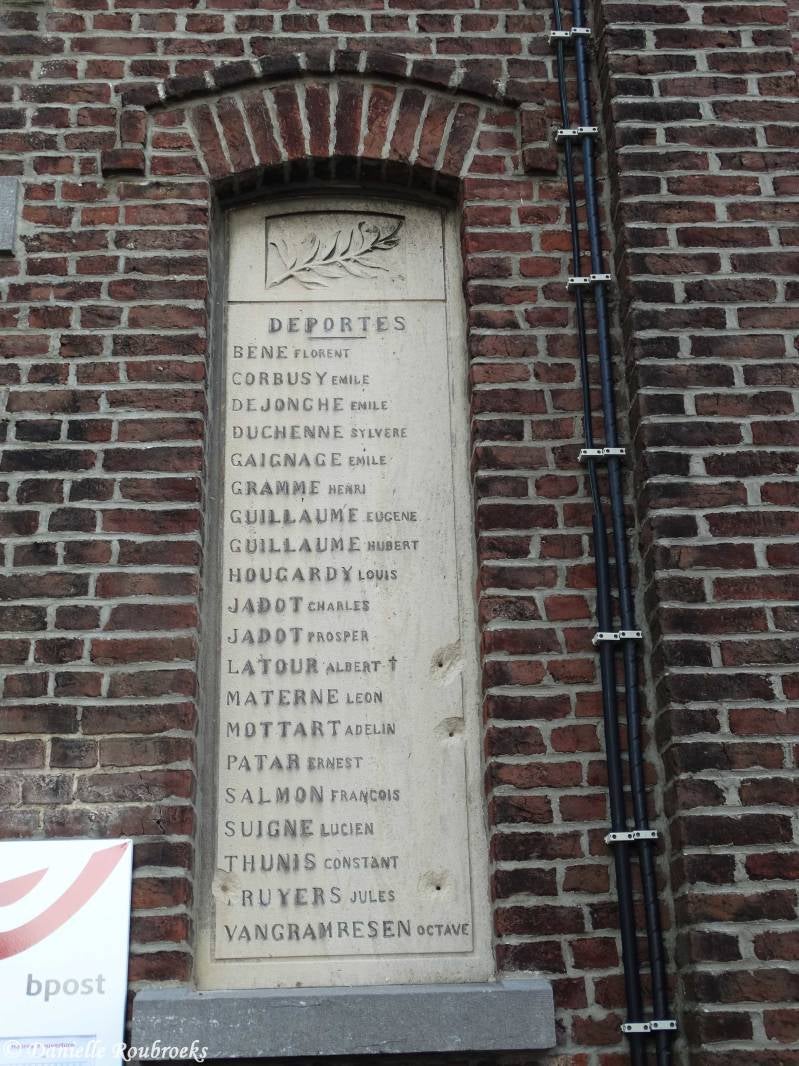 DEPORTES
BENE FLORENT
CORBUSY EMILE
DEJONGHE EMILE
DUCHENNE SYLVERE
GAIGNAGE EMILE
GRAMME HENRI
GUILLAUME EUGENE
GUILLAUME HUBERT
HOUGARDY LOUIS
JADOT CHARLES
JADOT PROSPER
LATOUR ALBERT †
MATERNE LEON
MOTTART ADELIN
PATAR ERNEST
SALMON FRANÇOIS
SUIGNE LUCIEN
THUNIS CONSTANT
TRUYERS JULES
VANGRAMRESEN OCTAVE
bpost
© Danielle Roubroeks